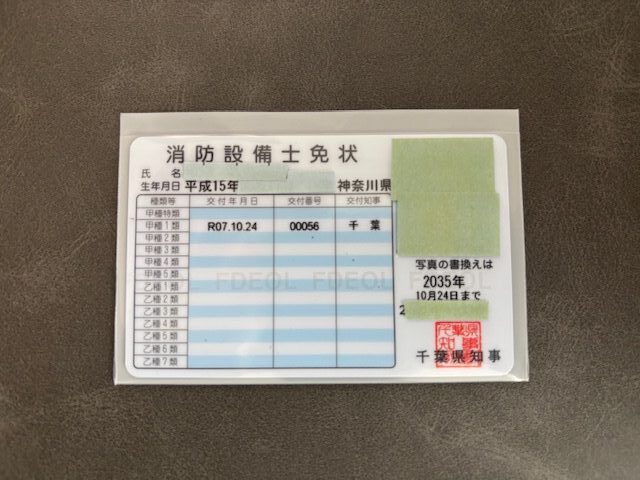 消防設備士免状
氏 名
生年月日 平成15年 神奈川県
種類等 交付年月日 交付番号 交付知事
甲種特類
甲種1類 R07.10.24 00056 千葉
甲種2類
甲種3類
甲種4類
甲種5類
乙種1類
乙種2類
乙種3類
乙種4類
乙種5類
乙種6類
乙種7類
FDEOL FDEOL FDEOL
写真の書換えは
2035年
10月24日まで
2
千葉県知事